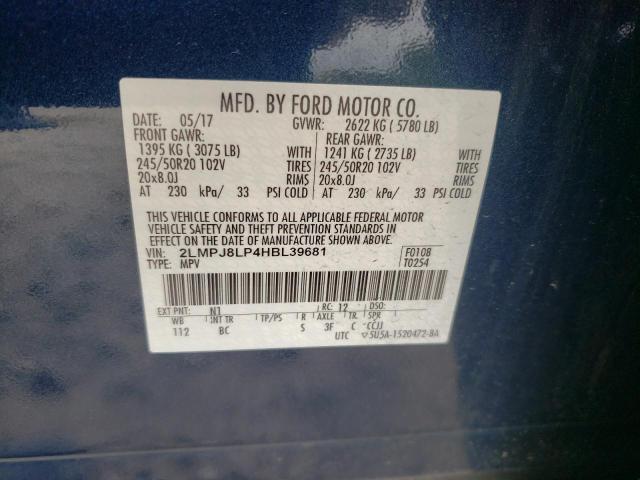 MFD. BY FORD MOTOR CO.
DATE: 05/17 GVWR: 2622 KG ( 5780 LB)
FRONT GAWR: REAR GAWR:
1395 KG ( 3075 LB) WITH 1241 KG ( 2735 LB) WITH
245/50R20 102V TIRES 245/50R20 102V TIRES
20x8.0J RIMS 20x8.0J RIMS
AT 230 kPa/ 33 PSI COLD AT 230 kPa/ 33 PSI COLD
THIS VEHICLE CONFORMS TO ALL APPLICABLE FEDERAL MOTOR
VEHICLE SAFETY AND THEFT PREVENTION STANDARDS IN
EFFECT ON THE DATE OF MANUFACTURE SHOWN ABOVE.
VIN: 2LMPJ8LP4HBL39681 F0108
TYPE: MPV T0254
EXT PNT: N1 RC: 12 DSO:
WB INT TR TP/PS R AXLE TR. SPR
112 BC S 3F C CCJJ
UTC 5U5A-1520472-BA